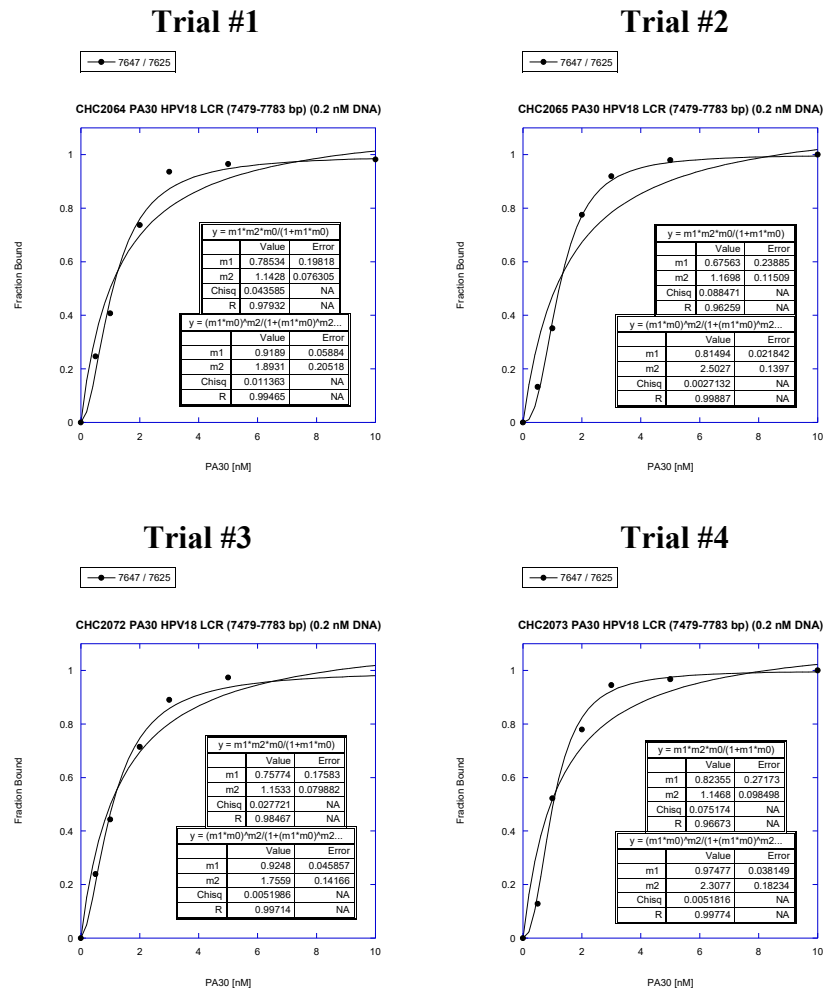 Trial #1
7647 / 7625
CHC2064 PA30 HPV18 LCR (7479-7783 bp) (0.2 nM DNA)
1
0.8
0.6
0.4
0.2
0
Fraction Bound
y = m1*m2*m0/(1+m1*m0)
Value Error
m1 0.78534 0.19818
m2 1.1428 0.076305
Chisq 0.043585 NA
R 0.97932 NA
y = (m1*m0)^m2/(1+(m1*m0)^m2...
Value Error
m1 0.9189 0.05884
m2 1.8931 0.20518
Chisq 0.011363 NA
R 0.99465 NA
0 2 4 6 8 10
PA30 [nM]
Trial #2
7647 / 7625
CHC2065 PA30 HPV18 LCR (7479-7783 bp) (0.2 nM DNA)
1
0.8
0.6
0.4
0.2
0
Fraction Bound
y = m1*m2*m0/(1+m1*m0)
Value Error
m1 0.67563 0.23885
m2 1.1698 0.11509
Chisq 0.088471 NA
R 0.96259 NA
y = (m1*m0)^m2/(1+(m1*m0)^m2...
Value Error
m1 0.81494 0.021842
m2 2.5027 0.1397
Chisq 0.0027132 NA
R 0.99887 NA
0 2 4 6 8 10
PA30 [nM]
Trial #3
7647 / 7625
CHC2072 PA30 HPV18 LCR (7479-7783 bp) (0.2 nM DNA)
1
0.8
0.6
0.4
0.2
0
Fraction Bound
y = m1*m2*m0/(1+m1*m0)
Value Error
m1 0.75774 0.17583
m2 1.1533 0.079882
Chisq 0.027721 NA
R 0.98467 NA
y = (m1*m0)^m2/(1+(m1*m0)^m2...
Value Error
m1 0.9248 0.045857
m2 1.7559 0.14166
Chisq 0.0051986 NA
R 0.99714 NA
0 2 4 6 8 10
PA30 [nM]
Trial #4
7647 / 7625
CHC2073 PA30 HPV18 LCR (7479-7783 bp) (0.2 nM DNA)
1
0.8
0.6
0.4
0.2
0
Fraction Bound
y = m1*m2*m0/(1+m1*m0)
Value Error
m1 0.82355 0.27173
m2 1.1468 0.098498
Chisq 0.075174 NA
R 0.96673 NA
y = (m1*m0)^m2/(1+(m1*m0)^m2...
Value Error
m1 0.97477 0.038149
m2 2.3077 0.18234
Chisq 0.0051816 NA
R 0.99774 NA
0 2 4 6 8 10
PA30 [nM]